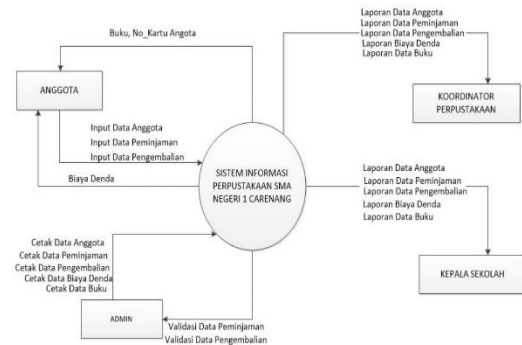 Buku, No_Kartu Angota
ANGGOTA
Input Data Anggota
Input Data Peminjaman
Input Data Pengembalian
Biaya Denda
SISTEM INFORMASI
PERPUSTAKAAN SMA
NEGERI 1 CARENANG
Laporan Data Anggota
Laporan Data Peminjaman
Laporan Data Pengembalian
Laporan Biaya Denda
Laporan Data Buku
KOORDINATOR
PERPUSTAKAAN
Laporan Data Anggota
Laporan Data Peminjaman
Laporan Data Pengembalian
Laporan Biaya Denda
Laporan Data Buku
KEPALA SEKOLAH
Cetak Data Anggota
Cetak Data Peminjaman
Cetak Data Pengembalian
Cetak Data Biaya Denda
Cetak Data Buku
ADMIN
Validasi Data Peminjaman
Validasi Data Pengembalian